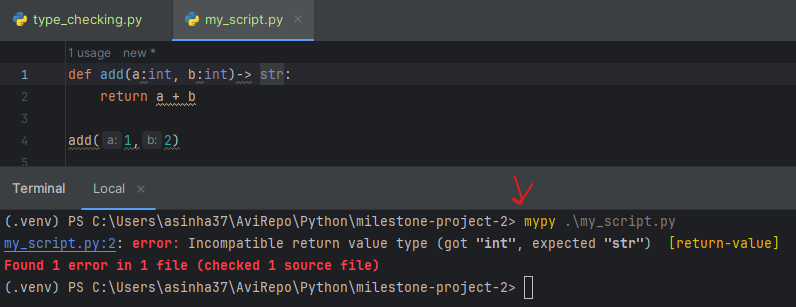 type_checking.py my_script.py ×
1 usage new *
1 def add(a:int, b:int)-> str:
2 return a + b
3
4 add( a: 1, b: 2)
5
Terminal Local ×
(.venv) PS C:\Users\asinha37\AviRepo\Python\milestone-project-2> mypy .\my_script.py
my_script.py:2: error: Incompatible return value type (got "int", expected "str")  [return-value]
Found 1 error in 1 file (checked 1 source file)
(.venv) PS C:\Users\asinha37\AviRepo\Python\milestone-project-2>